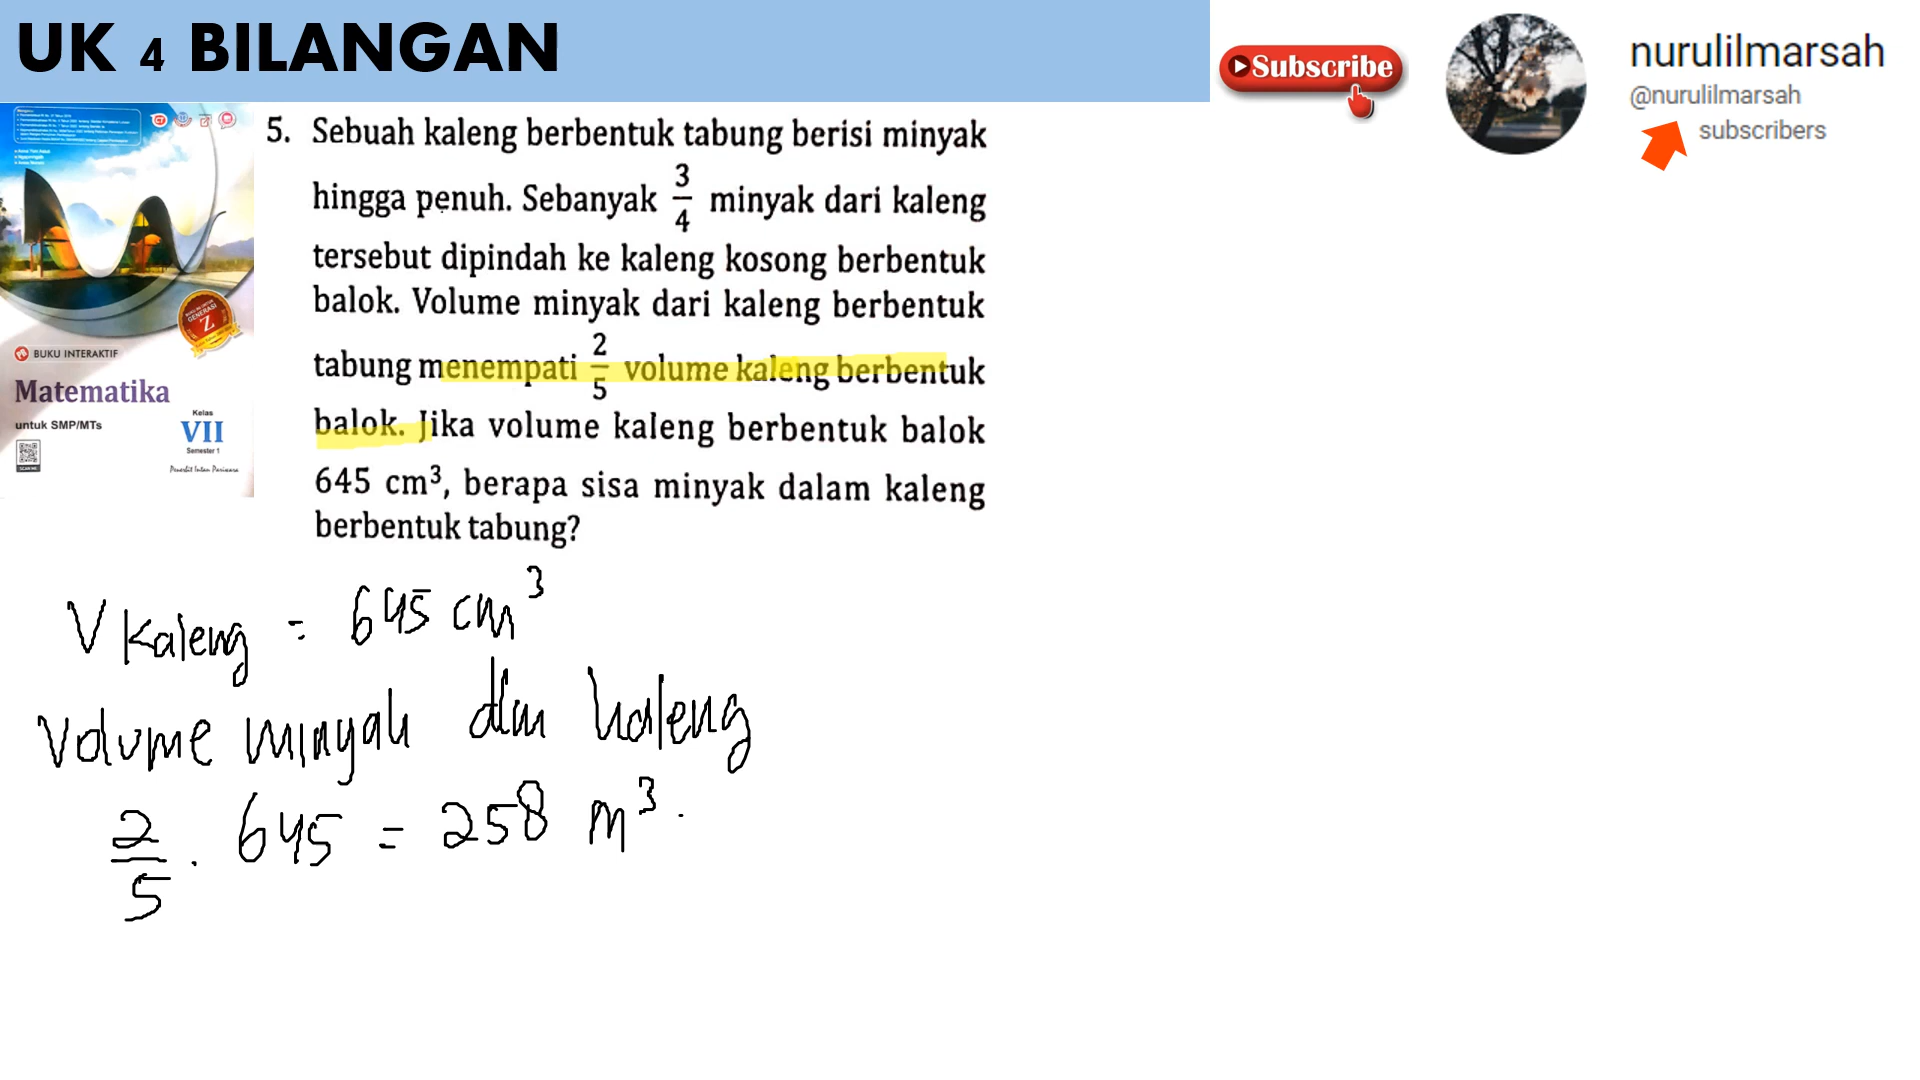 UK 4 BILANGAN
Subscribe
nurulilmarsah
@nurulilmarsah
subscribers
BUKU INTERAKTIF
Matematika
untuk SMP/MTs
Kelas
VII
Semester 1
Penerbit Intan Pariwara
GENERASI
Z
5. Sebuah kaleng berbentuk tabung berisi minyak
hingga penuh. Sebanyak 3/4 minyak dari kaleng
tersebut dipindah ke kaleng kosong berbentuk
balok. Volume minyak dari kaleng berbentuk
tabung menempati 2/5 volume kaleng berbentuk
balok. Jika volume kaleng berbentuk balok
645 cm³, berapa sisa minyak dalam kaleng
berbentuk tabung?
V kaleng = 645 cm³
Volume minyak dlm kaleng
2/5 . 645 = 258 m³.